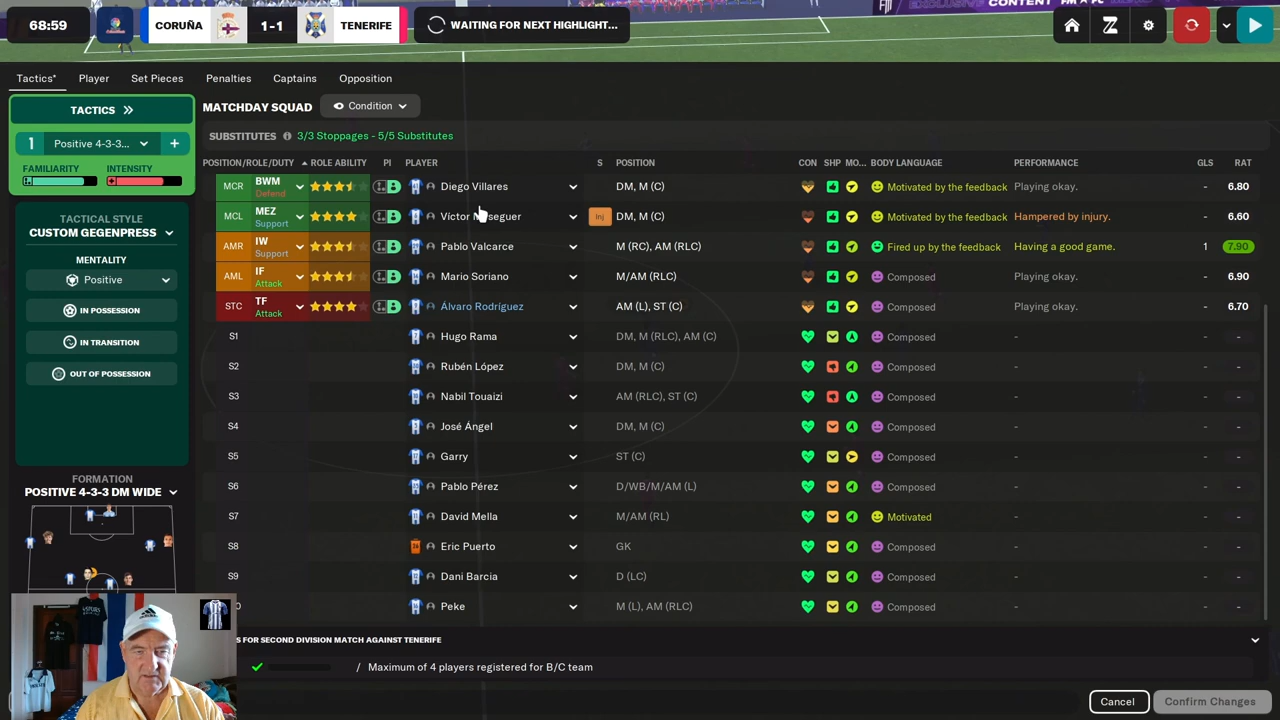 CONTENT FM
68:59 CORUÑA 1-1 TENERIFE WAITING FOR NEXT HIGHLIGHT...
Tactics* Player Set Pieces Penalties Captains Opposition
TACTICS
1 Positive 4-3-3... +
FAMILIARITY INTENSITY
TACTICAL STYLE
CUSTOM GEGENPRESS
MENTALITY
Positive
IN POSSESSION
IN TRANSITION
OUT OF POSSESSION
FORMATION
POSITIVE 4-3-3 DM WIDE
MATCHDAY SQUAD Condition
SUBSTITUTES 3/3 Stoppages - 5/5 Substitutes
POSITION/ROLE/DUTY ROLE ABILITY PI PLAYER S POSITION CON SHP MO... BODY LANGUAGE PERFORMANCE GLS RAT
MCR BWM Defend Diego Villares DM, M (C) Motivated by the feedback Playing okay. - 6.80
MCL MEZ Support Víctor Inj DM, M (C) Motivated by the feedback Hampered by injury. - 6.60
AMR IW Support Pablo Valcarce M (RC), AM (RLC) Fired up by the feedback Having a good game. 1 7.90
AML IF Attack Mario Soriano M/AM (RLC) Composed Playing okay. - 6.90
STC TF Attack Álvaro Rodríguez AM (L), ST (C) Composed Playing okay. - 6.70
S1 Hugo Rama DM, M (RLC), AM (C) Composed - - -
S2 Rubén López DM, M (C) Composed - - -
S3 Nabil Touaizi AM (RLC), ST (C) Composed - - -
S4 José Ángel DM, M (C) Composed - - -
S5 Garry ST (C) Composed - - -
S6 Pablo Pérez D/WB/M/AM (L) Composed - - -
S7 David Mella M/AM (RL) Motivated - - -
S8 Eric Puerto GK Composed - - -
S9 Dani Barcia D (LC) Composed - - -
Peke M (L), AM (RLC) Composed - - -
S FOR SECOND DIVISION MATCH AGAINST TENERIFE
/ Maximum of 4 players registered for B/C team
Cancel Confirm Changes